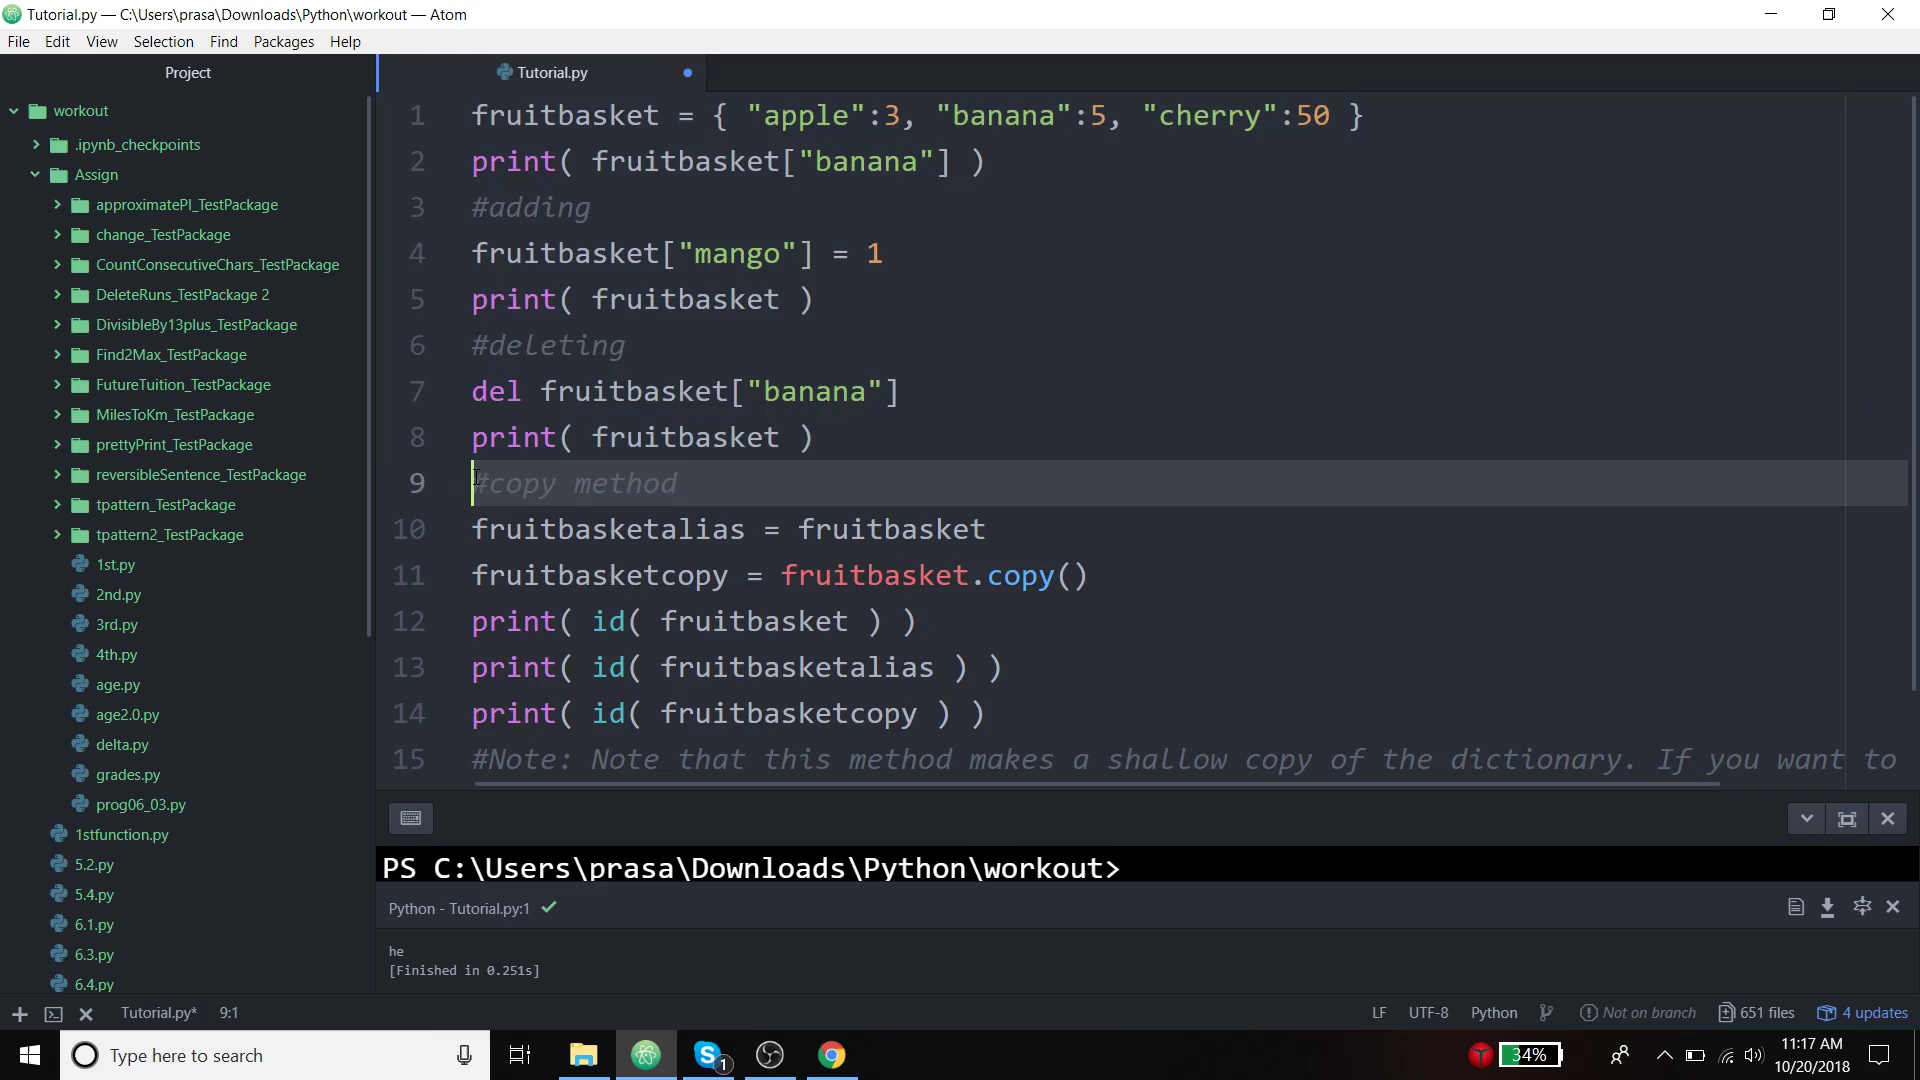 Tutorial.py — C:\Users\prasa\Downloads\Python\workout — Atom
File Edit View Selection Find Packages Help
Project
workout
.ipynb_checkpoints
Assign
approximatePI_TestPackage
change_TestPackage
CountConsecutiveChars_TestPackage
DeleteRuns_TestPackage 2
DivisibleBy13plus_TestPackage
Find2Max_TestPackage
FutureTuition_TestPackage
MilesToKm_TestPackage
prettyPrint_TestPackage
reversibleSentence_TestPackage
tpattern_TestPackage
tpattern2_TestPackage
1st.py
2nd.py
3rd.py
4th.py
age.py
age2.0.py
delta.py
grades.py
prog06_03.py
1stfunction.py
5.2.py
5.4.py
6.1.py
6.3.py
6.4.py
Tutorial.py
1 fruitbasket = { "apple":3, "banana":5, "cherry":50 }
2 print( fruitbasket["banana"] )
3 #adding
4 fruitbasket["mango"] = 1
5 print( fruitbasket )
6 #deleting
7 del fruitbasket["banana"]
8 print( fruitbasket )
9 #copy method
10 fruitbasketalias = fruitbasket
11 fruitbasketcopy = fruitbasket.copy()
12 print( id( fruitbasket ) )
13 print( id( fruitbasketalias ) )
14 print( id( fruitbasketcopy ) )
15 #Note: Note that this method makes a shallow copy of the dictionary. If you want to
PS C:\Users\prasa\Downloads\Python\workout>
Python - Tutorial.py:1
he
[Finished in 0.251s]
Tutorial.py* 9:1 LF UTF-8 Python Not on branch 651 files 4 updates
Type here to search 1 34% 11:17 AM
10/20/2018